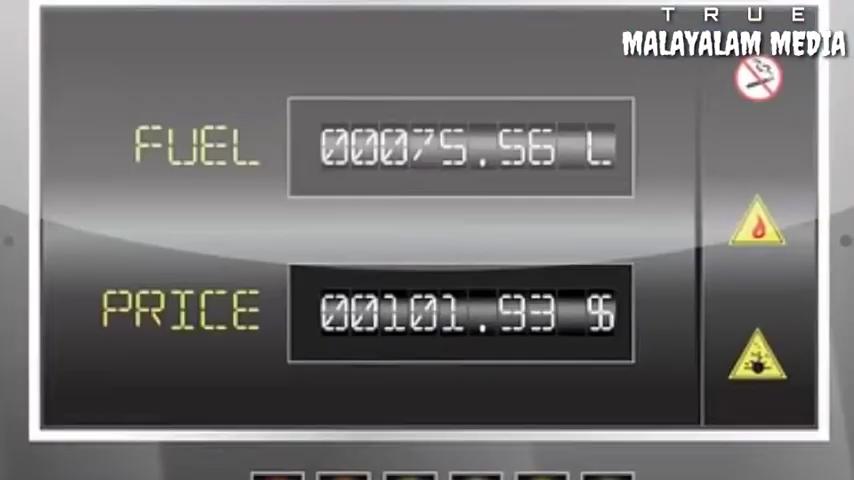 TRUE
MALAYALAM MEDIA
FUEL 00075.56 L
PRICE 00101.93 $